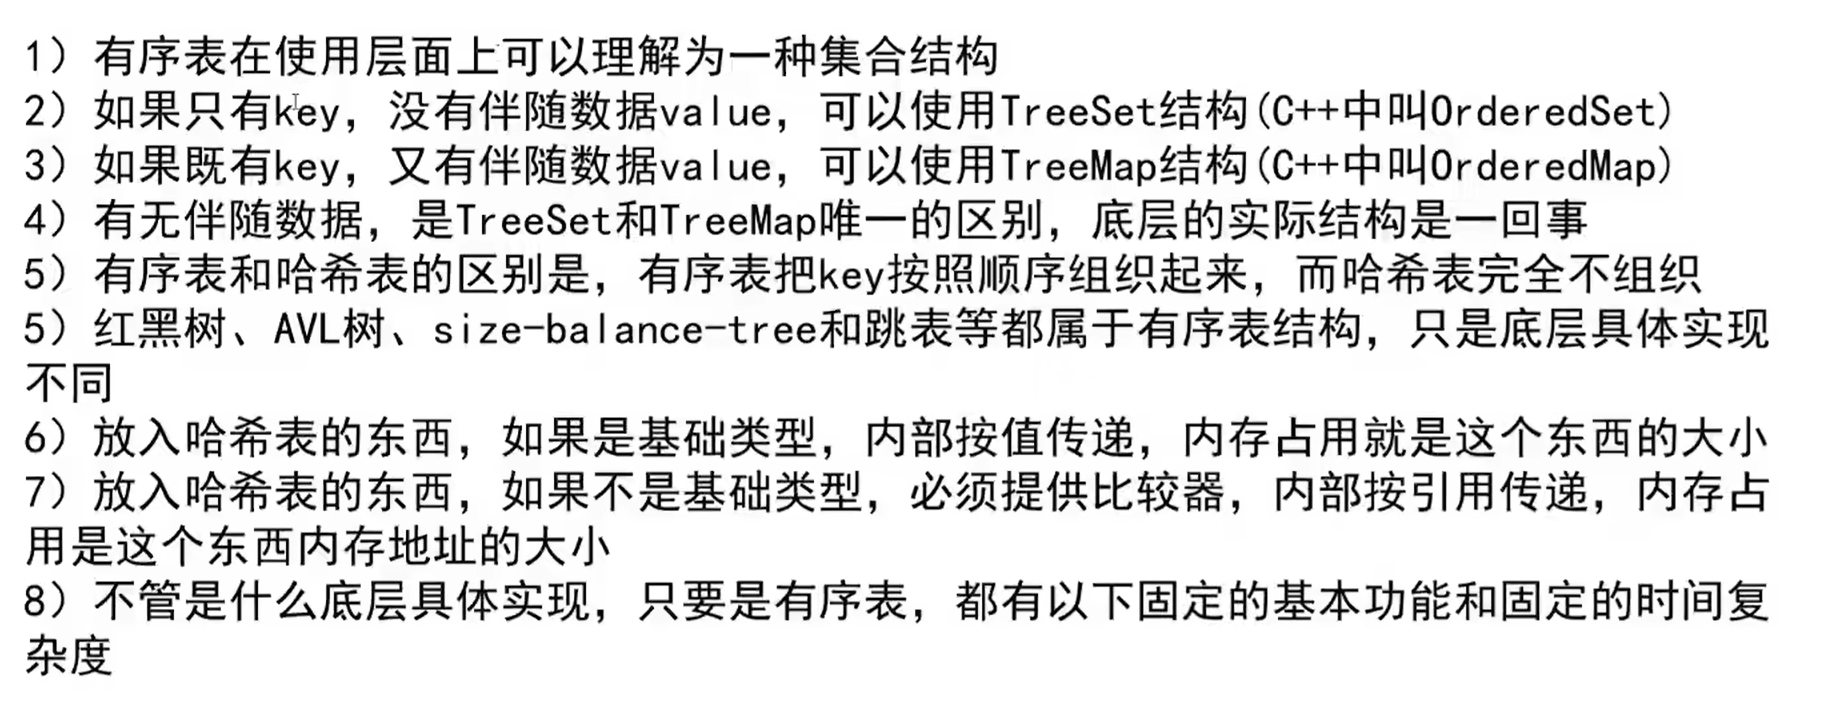 1）有序表在使用层面上可以理解为一种集合结构
2）如果只有key，没有伴随数据value，可以使用TreeSet结构(C++中叫OrderedSet)
3）如果既有key，又有伴随数据value，可以使用TreeMap结构(C++中叫OrderedMap)
4）有无伴随数据，是TreeSet和TreeMap唯一的区别，底层的实际结构是一回事
5）有序表和哈希表的区别是，有序表把key按照顺序组织起来，而哈希表完全不组织
5）红黑树、AVL树、size-balance-tree和跳表等都属于有序表结构，只是底层具体实现
不同
6）放入哈希表的东西，如果是基础类型，内部按值传递，内存占用就是这个东西的大小
7）放入哈希表的东西，如果不是基础类型，必须提供比较器，内部按引用传递，内存占
用是这个东西内存地址的大小
8）不管是什么底层具体实现，只要是有序表，都有以下固定的基本功能和固定的时间复
杂度